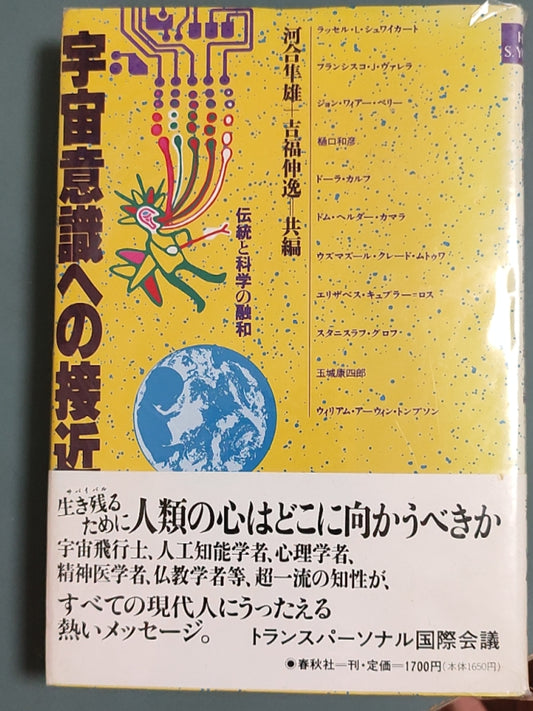 宇宙意識への接近
河合隼雄＋吉福伸逸＝共編
伝統と科学の融和
ラッセル・L・シュワイカート
フランシスコ・J・ヴァレラ
ジョン・ウィアー・ペリー
樋口和彦
ドーラ・カルフ
ドム・ヘルダー・カマラ
ウズマズール・クレード・ムトゥワ
エリザベス・キュブラー=ロス
スタニスラフ・グロフ
玉城康四郎
ウィリアム・アーウィン・トンプソン
サバイバル
生き残る
ために人類の心はどこに向かうべきか
宇宙飛行士、人工知能学者、心理学者、
精神医学者、仏教学者等、超一流の知性が、
すべての現代人にうったえる
熱いメッセージ。 トランスパーソナル国際会議
●春秋社＝刊・定価＝1700円(本体1650円)